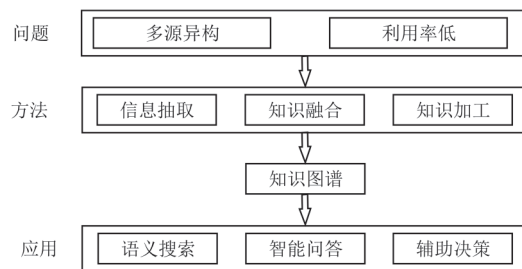 问题 多源异构 利用率低
方法 信息抽取 知识融合 知识加工
知识图谱
应用 语义搜索 智能问答 辅助决策